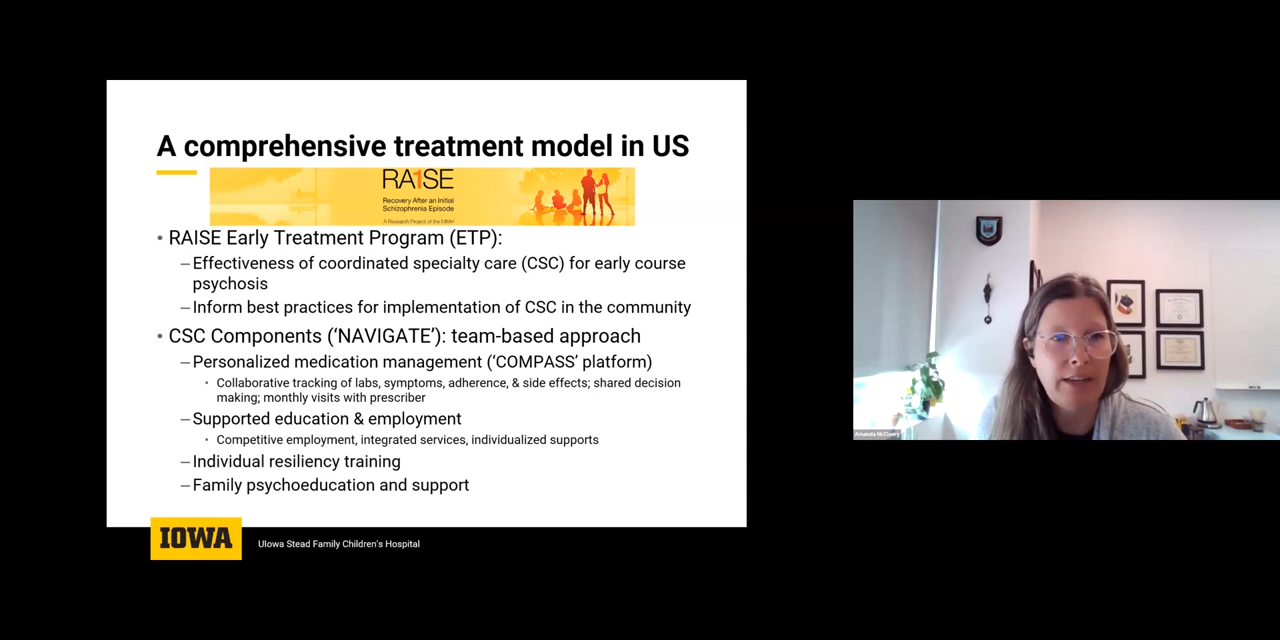 A comprehensive treatment model in US
RA1SE
Recovery After an Initial
Schizophrenia Episode
A Research Project of the NIMH
• RAISE Early Treatment Program (ETP):
–Effectiveness of coordinated specialty care (CSC) for early course
psychosis
–Inform best practices for implementation of CSC in the community
• CSC Components (‘NAVIGATE’): team-based approach
–Personalized medication management (‘COMPASS’ platform)
• Collaborative tracking of labs, symptoms, adherence, & side effects; shared decision
making; monthly visits with prescriber
–Supported education & employment
• Competitive employment, integrated services, individualized supports
–Individual resiliency training
–Family psychoeducation and support
IOWA
UIowa Stead Family Children's Hospital
Amanda McCleery